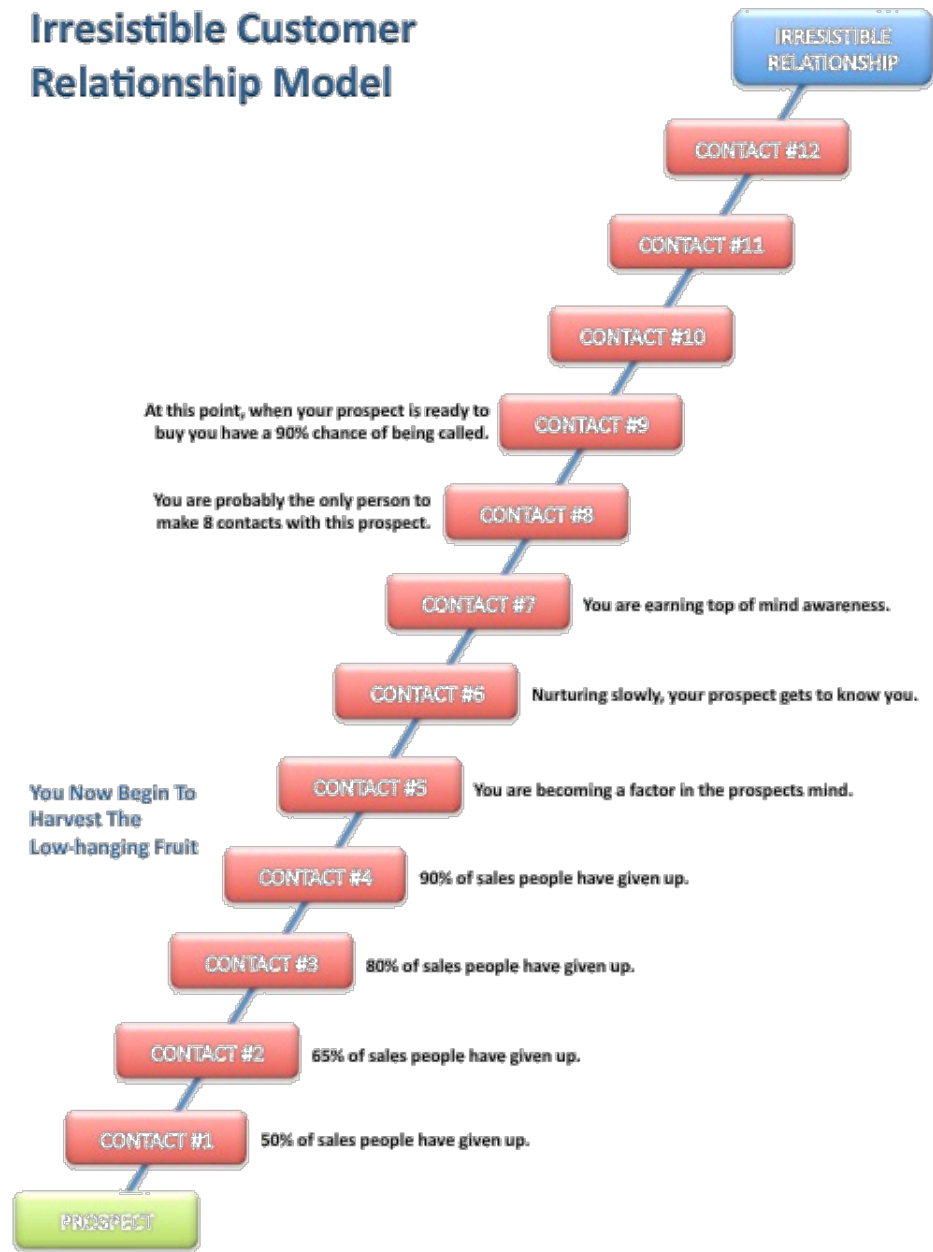 Irresistible Customer
Relationship Model
IRRESISTIBLE
RELATIONSHIP
CONTACT #12
CONTACT #11
CONTACT #10
At this point, when your prospect is ready to
buy you have a 90% chance of being called.
CONTACT #9
You are probably the only person to
make 8 contacts with this prospect.
CONTACT #8
CONTACT #7
You are earning top of mind awareness.
CONTACT #6
Nurturing slowly, your prospect gets to know you.
CONTACT #5
You are becoming a factor in the prospects mind.
You Now Begin To
Harvest The
Low-hanging Fruit
CONTACT #4
90% of sales people have given up.
CONTACT #3
80% of sales people have given up.
CONTACT #2
65% of sales people have given up.
CONTACT #1
50% of sales people have given up.
PROSPECT